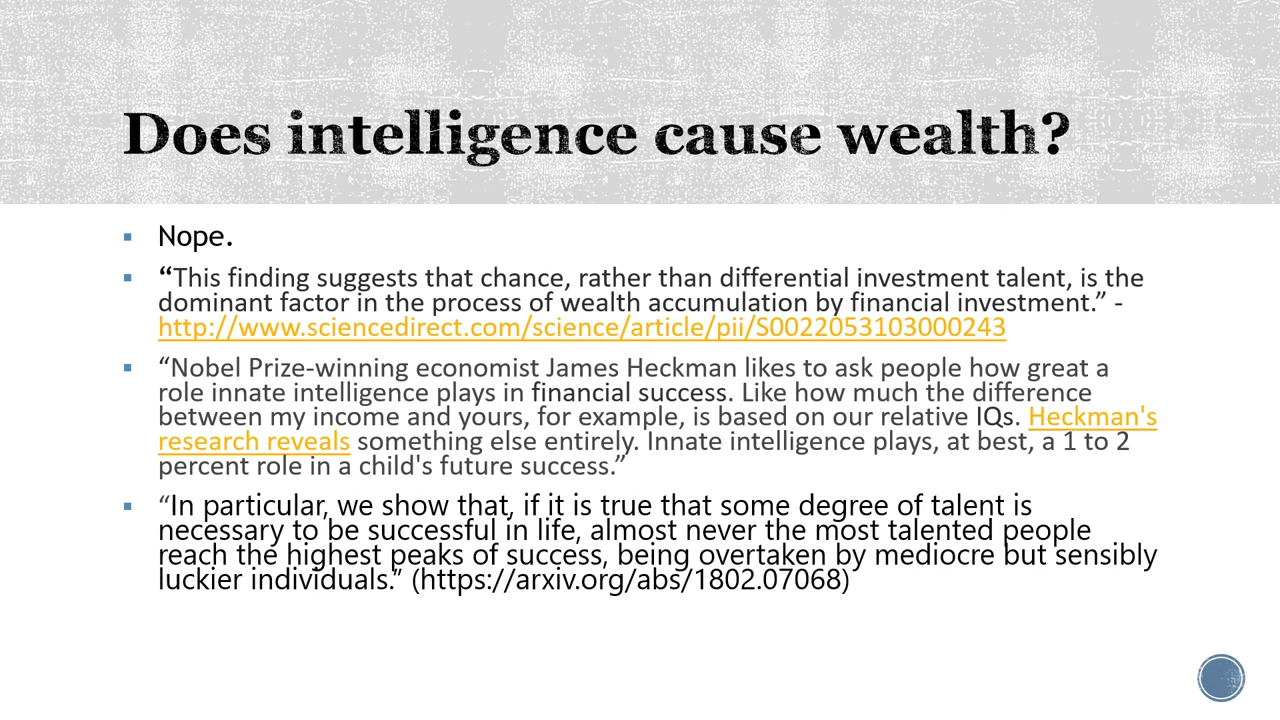 Does intelligence cause wealth?
Nope.
“This finding suggests that chance, rather than differential investment talent, is the
dominant factor in the process of wealth accumulation by financial investment.” -
http://www.sciencedirect.com/science/article/pii/S0022053103000243
“Nobel Prize-winning economist James Heckman likes to ask people how great a
role innate intelligence plays in financial success. Like how much the difference
between my income and yours, for example, is based on our relative IQs. Heckman's
research reveals something else entirely. Innate intelligence plays, at best, a 1 to 2
percent role in a child's future success.”
“In particular, we show that, if it is true that some degree of talent is
necessary to be successful in life, almost never the most talented people
reach the highest peaks of success, being overtaken by mediocre but sensibly
luckier individuals.” (https://arxiv.org/abs/1802.07068)